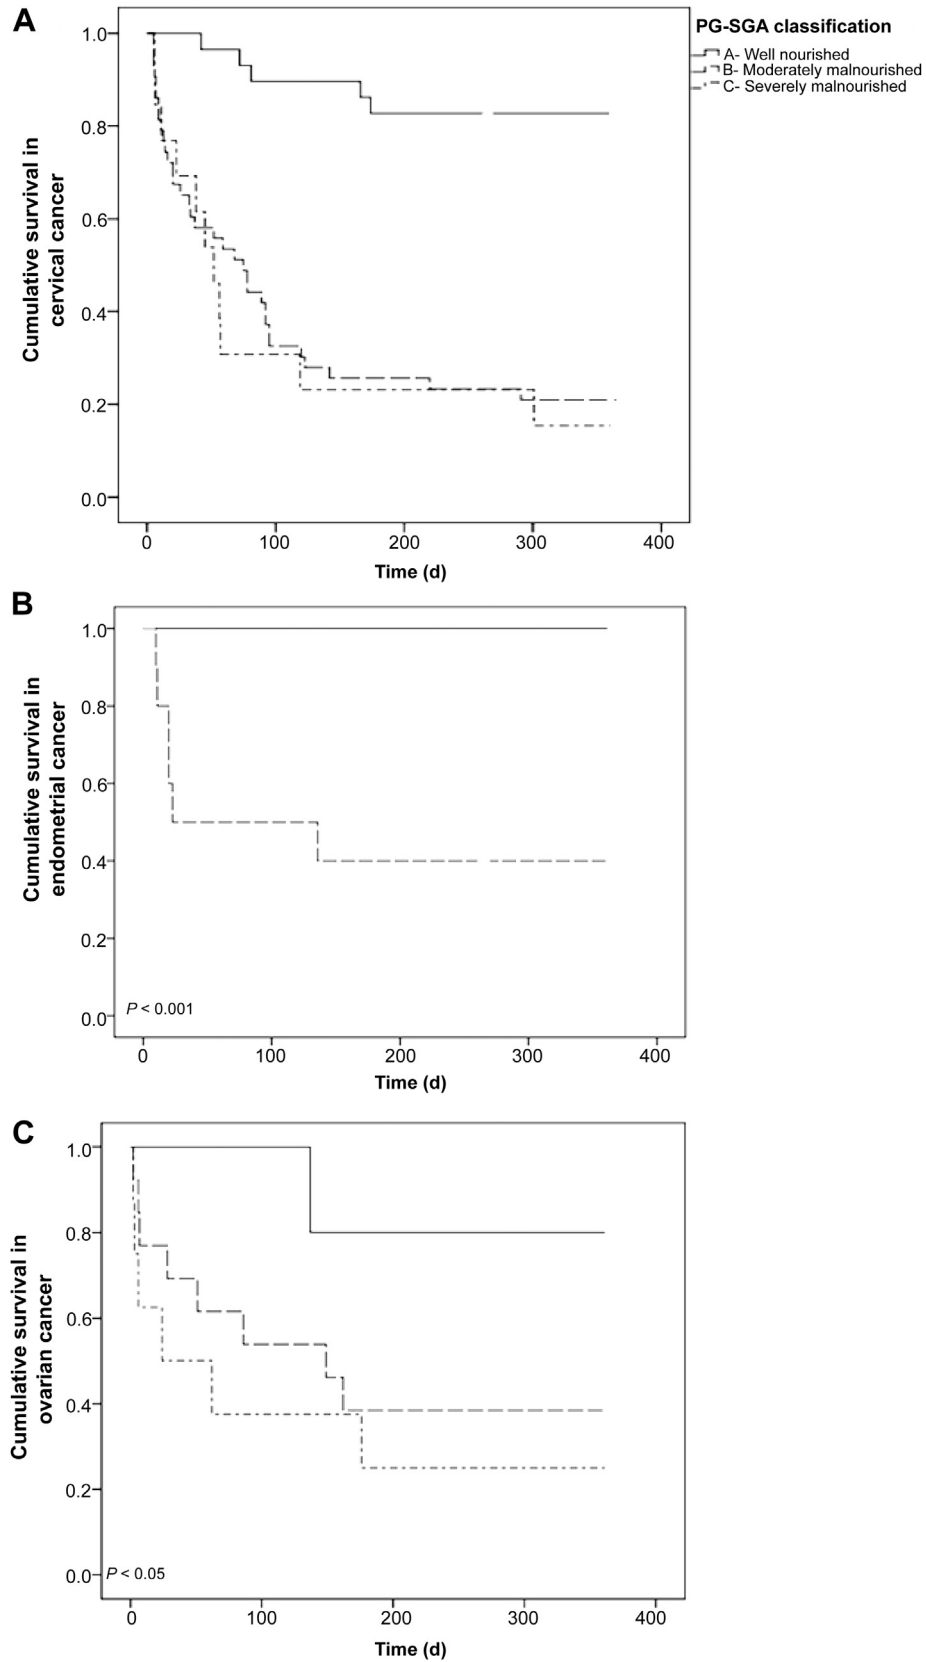 A
PG-SGA classification
A- Well nourished
B- Moderately malnourished
C- Severely malnourished
Cumulative survival in
cervical cancer
1.0
0.8
0.6
0.4
0.2
0.0
0 100 200 300 400
Time (d)
B
Cumulative survival in
endometrial cancer
1.0
0.8
0.6
0.4
0.2
0.0
P < 0.001
0 100 200 300 400
Time (d)
C
Cumulative survival in
ovarian cancer
1.0
0.8
0.6
0.4
0.2
0.0
P < 0.05
0 100 200 300 400
Time (d)